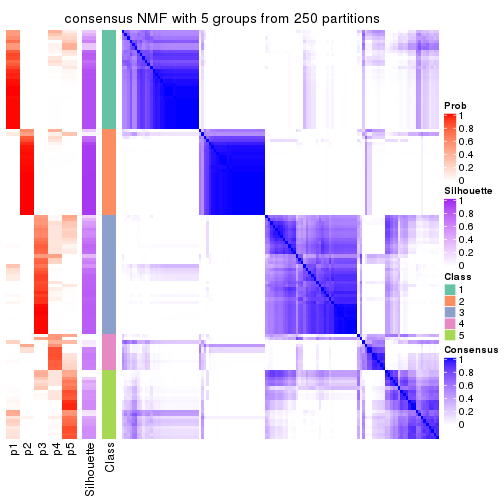 consensus NMF with 5 groups from 250 partitions
Prob
1
0.8
0.6
0.4
0.2
0
Silhouette
1
0.8
0.6
0.4
0.2
0
Class
1
2
3
4
5
Consensus
1
0.8
0.6
0.4
0.2
0
p1
p2
p3
p4
p5
Silhouette
Class